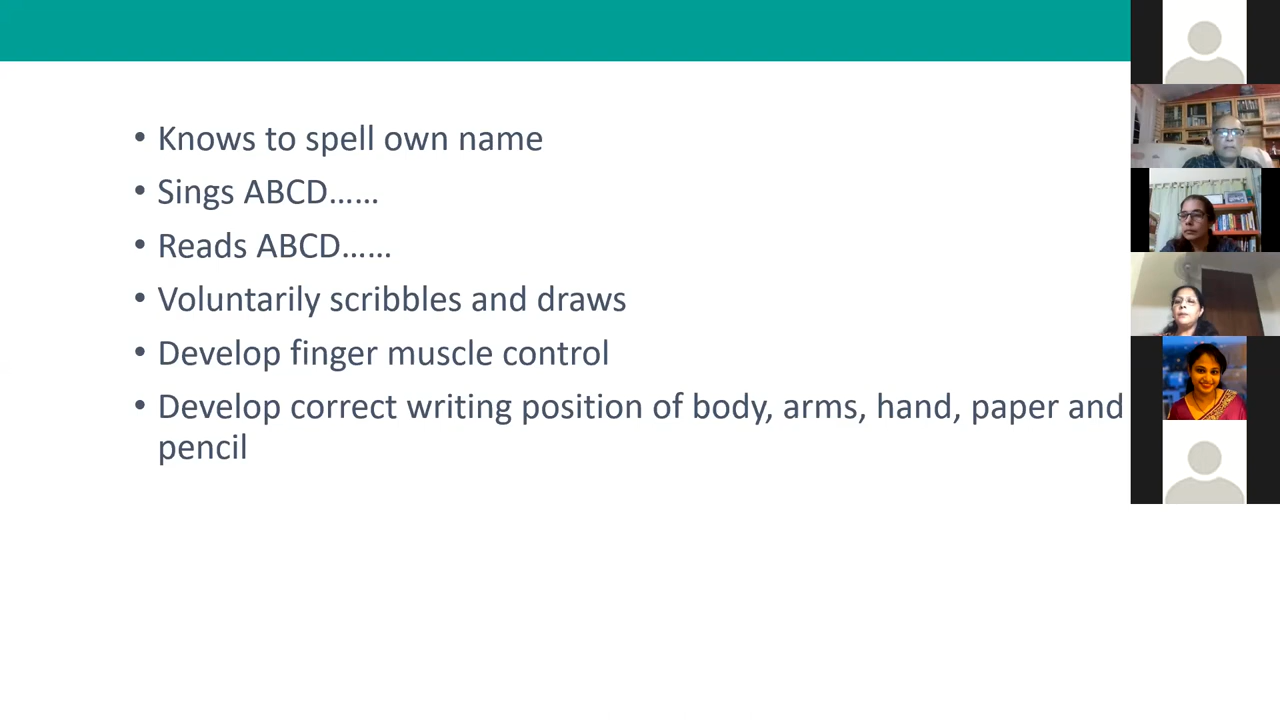 • Knows to spell own name
• Sings ABCD……
• Reads ABCD……
• Voluntarily scribbles and draws
• Develop finger muscle control
• Develop correct writing position of body, arms, hand, paper and
pencil